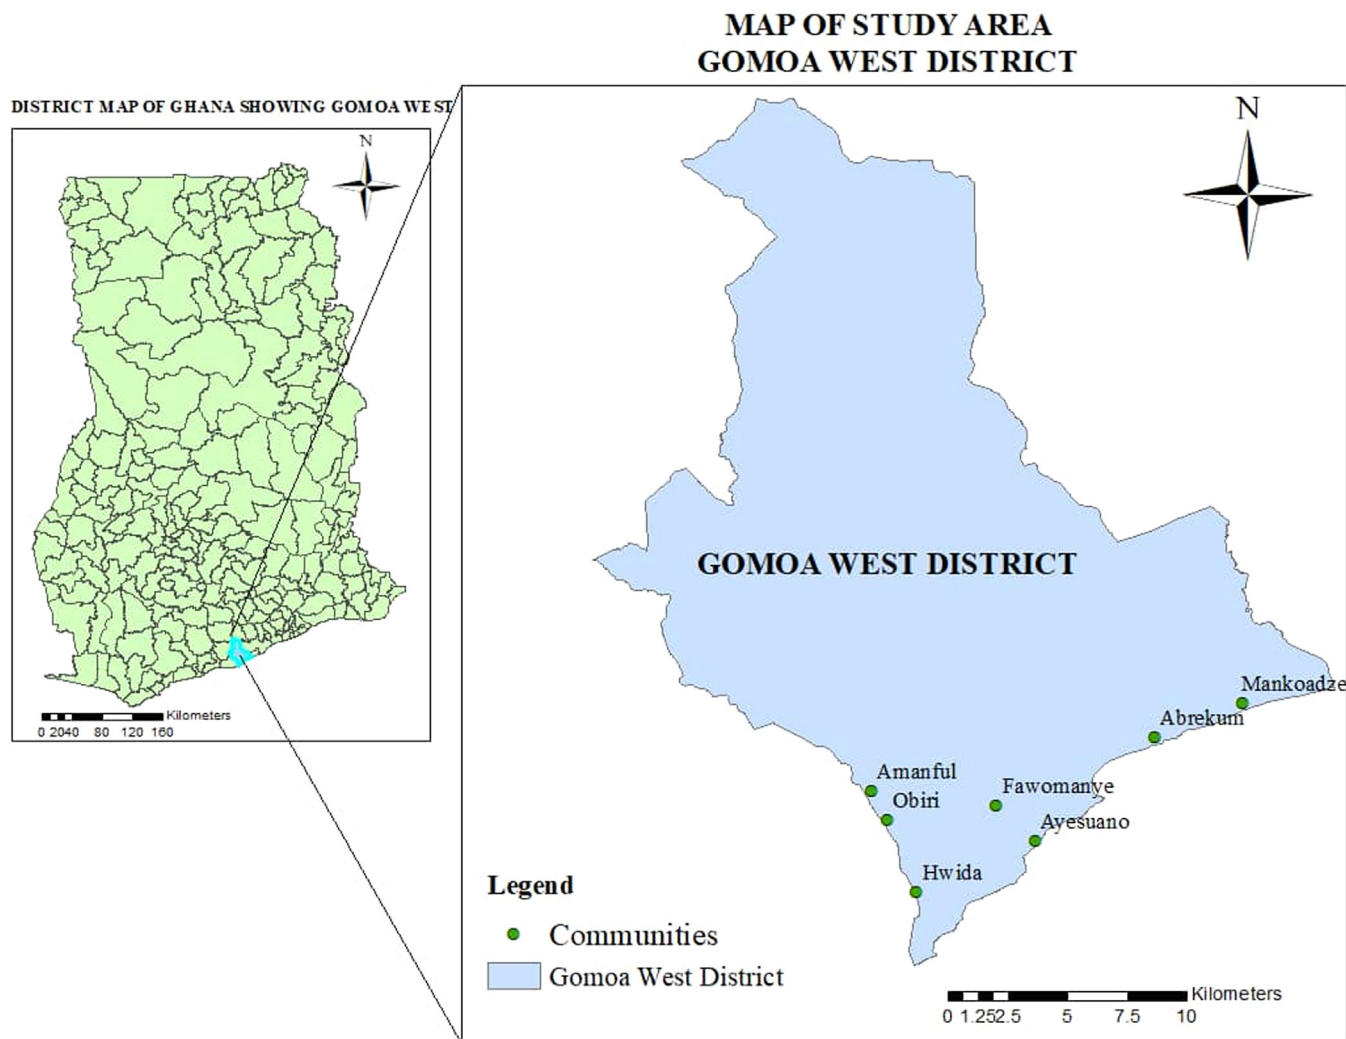 MAP OF STUDY AREA
GOMOA WEST DISTRICT
DISTRICT MAP OF GHANA SHOWING GOMOA WEST
N
Kilometers
0 2040 80 120 160
N
GOMOA WEST DISTRICT
Mankoadze
Abrekum
Amanful
Obiri
Fawomanye
Ayesuano
Hwida
Legend
Communities
Gomoa West District
Kilometers
0 1.252.5 5 7.5 10